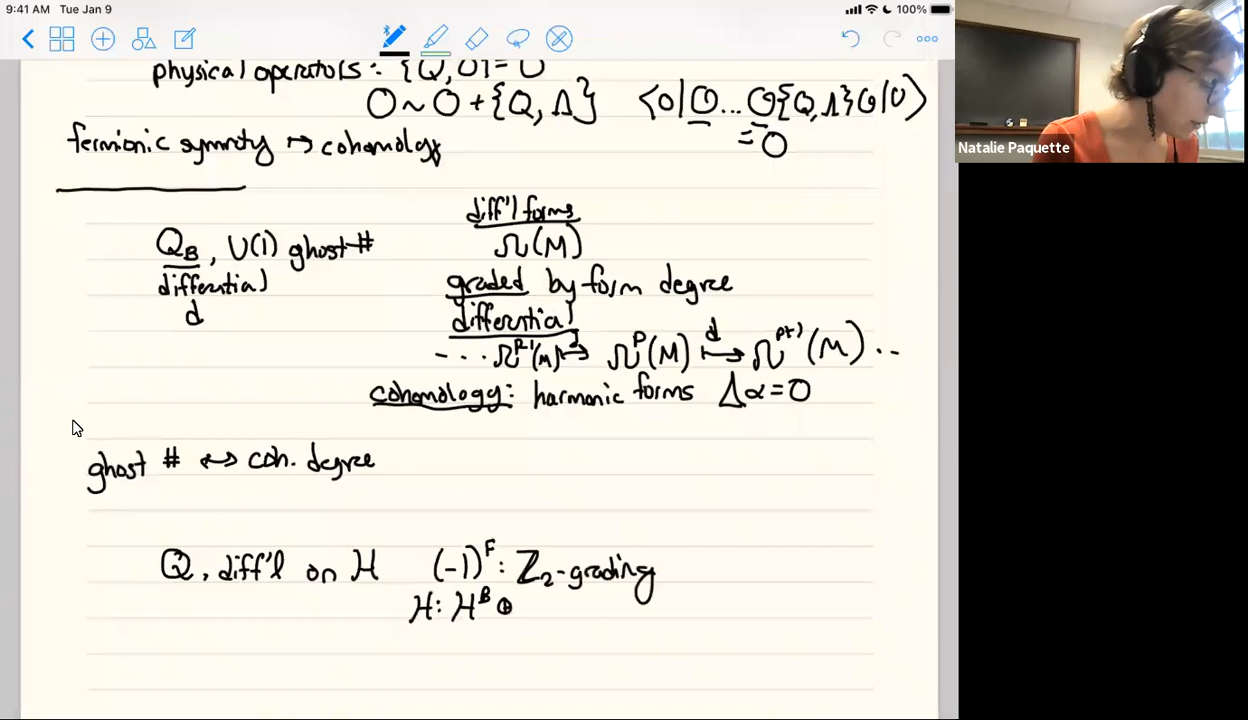 9:41 AM Tue Jan 9
100%
physical operators: {Q, O} = 0
O ~ O + {Q, Λ} ⟨0|O...O{Q,Λ}O|0⟩
= 0
fermionic symmtry ↦ cohomology
diff'l forms
Q_B, U(1) ghost #
Ω(M)
differential
graded by form degree
d
differential
--- Ω^{p-1}(M) ↦ Ω^p(M) ↦^d Ω^{p+1}(M) ...
cohomology: harmonic forms Δα=0
ghost # ↔ coh. degree
Q, diff'l on H (-1)^F: Z_2-grading
H: H^B ⊕
Natalie Paquette